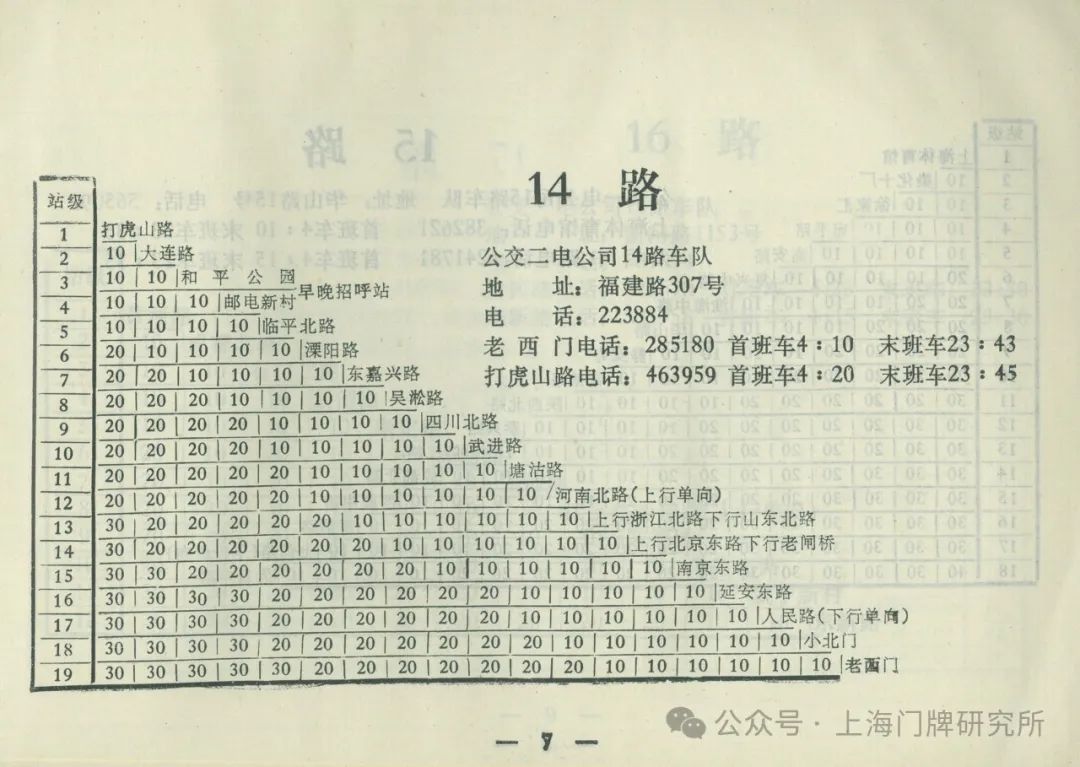 14 路
站级
1 打虎山路
2 10 大连路
3 10 10 和平公园
4 10 10 10 邮电新村
早晚招呼站
5 10 10 10 10 临平北路
6 20 10 10 10 10 溧阳路
7 20 20 10 10 10 10 东嘉兴路
8 20 20 20 10 10 10 10 吴淞路
9 20 20 20 20 10 10 10 10 四川北路
10 20 20 20 20 10 10 10 10 10 武进路
11 20 20 20 20 20 10 10 10 10 10 塘沽路
12 20 20 20 20 20 20 10 10 10 10 10 河南北路(上行单向)
13 30 20 20 20 20 20 10 10 10 10 10 10 上行浙江北路下行山东北路
14 30 20 20 20 20 20 20 10 10 10 10 10 10 上行北京东路下行老闸桥
15 30 30 20 20 20 20 20 20 10 10 10 10 10 10 南京东路
16 30 30 30 30 20 20 20 20 20 10 10 10 10 10 10 延安东路
17 30 30 30 30 20 20 20 20 20 20 10 10 10 10 10 10 人民路(下行单向)
18 30 30 30 30 20 20 20 20 20 20 20 10 10 10 10 10 10 小北门
19 30 30 30 30 30 20 20 20 20 20 20 20 10 10 10 10 10 10 老西门
公交二电公司14路车队
地 址：福建路307号
电 话：223884
老西门电话：285180 首班车4：10 末班车23：43
打虎山路电话：463959 首班车4：20 末班车23：45
— 7 —
公众号 · 上海门牌研究所